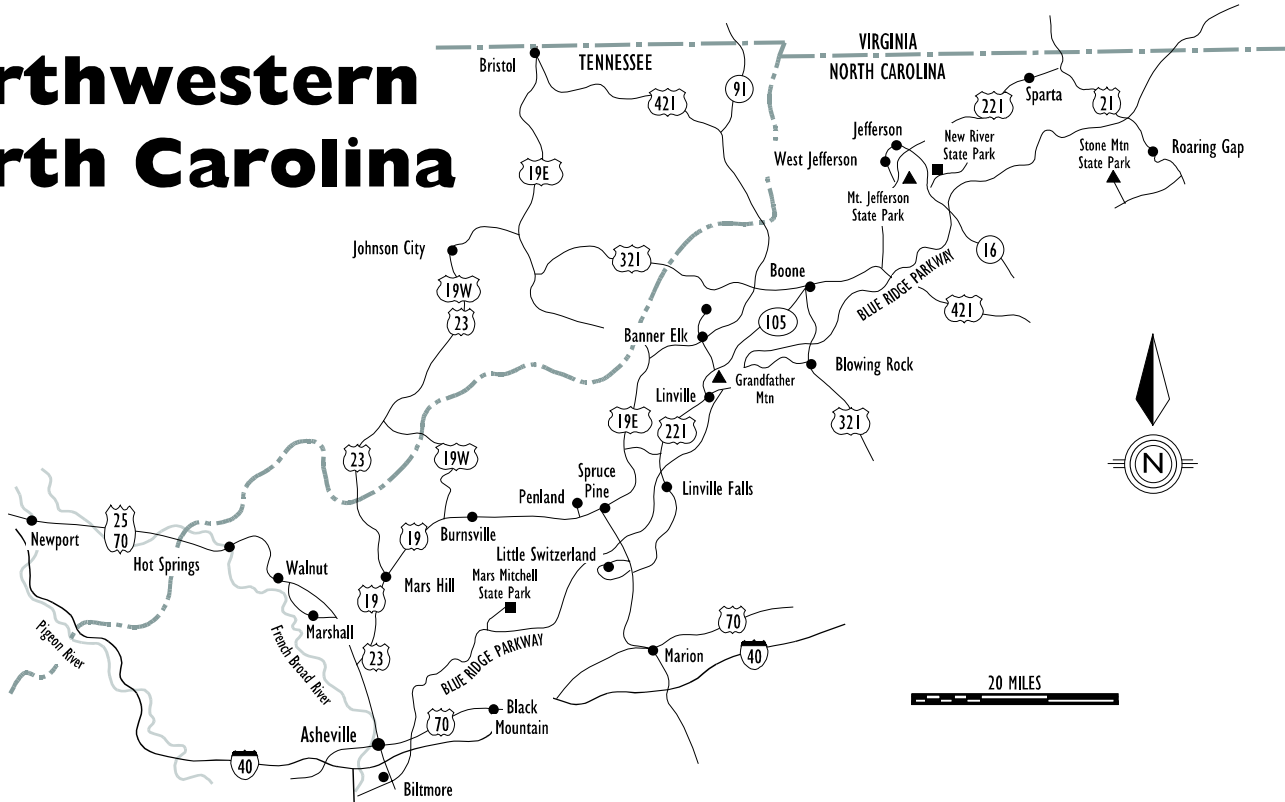 rthwestern
rth Carolina
VIRGINIA
NORTH CAROLINA
TENNESSEE
Bristol
421
91
Sparta
221
21
Jefferson
West Jefferson
New River
State Park
Stone Mtn
State Park
Roaring Gap
19E
Mt. Jefferson
State Park
Johnson City
321
Boone
16
19W
23
BLUE RIDGE PARKWAY
421
105
Banner Elk
Blowing Rock
Grandfather
Mtn
Linville
19E
221
321
23
19W
N
Spruce
Pine
Penland
Linville Falls
25
70
Newport
Hot Springs
19
Burnsville
Little Switzerland
Walnut
Mars Hill
Mars Mitchell
State Park
19
Marshall
70
Pigeon River
French Broad River
23
BLUE RIDGE PARKWAY
Marion
40
20 MILES
Black
Mountain
70
Asheville
40
Biltmore